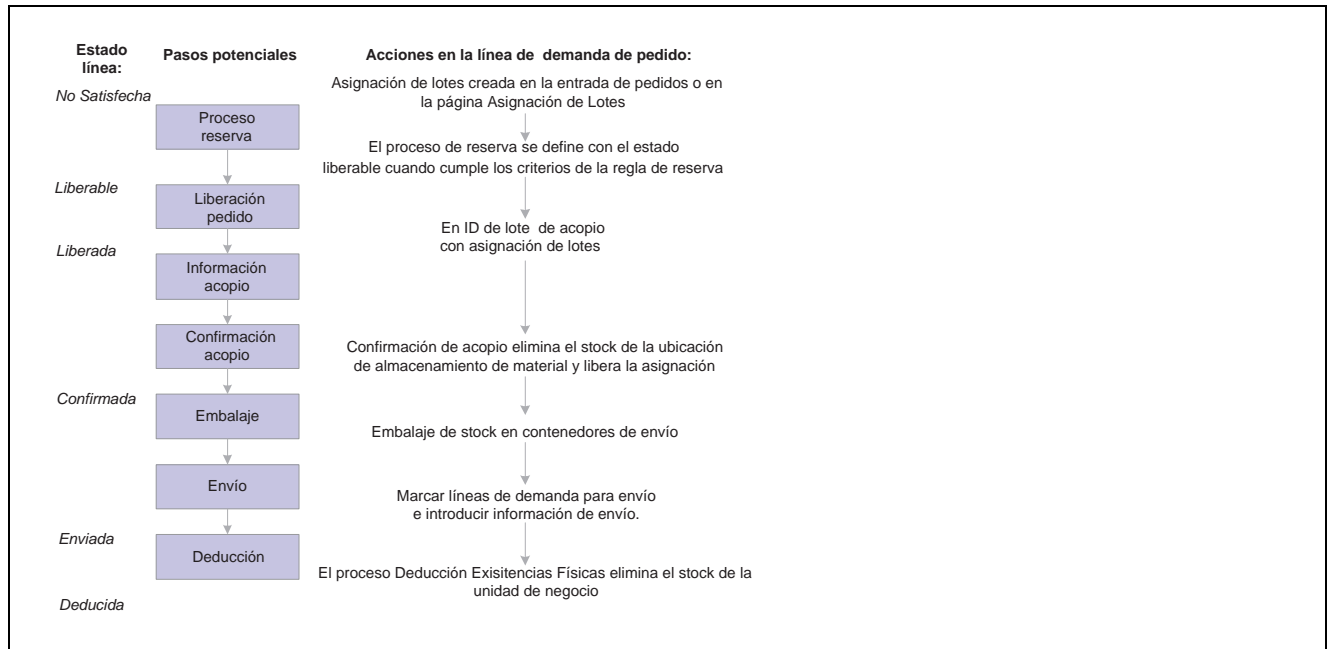 Estado línea:
Pasos potenciales
Acciones en la línea de demanda de pedido:
No Satisfecha
Asignación de lotes creada en la entrada de pedidos o en
la página Asignación de Lotes
Proceso
reserva
El proceso de reserva se define con el estado
liberable cuando cumple los criterios de la regla de reserva
Liberable
Liberación
pedido
En ID de lote de acopio
con asignación de lotes
Liberada
Información
acopio
Confirmación
acopio
Confirmación de acopio elimina el stock de la ubicación
de almacenamiento de material y libera la asignación
Confirmada
Embalaje
Embalaje de stock en contenedores de envío
Envío
Marcar líneas de demanda para envío
e introducir información de envío.
Enviada
Deducción
El proceso Deducción Exisitencias Físicas elimina el stock de la
unidad de negocio
Deducida